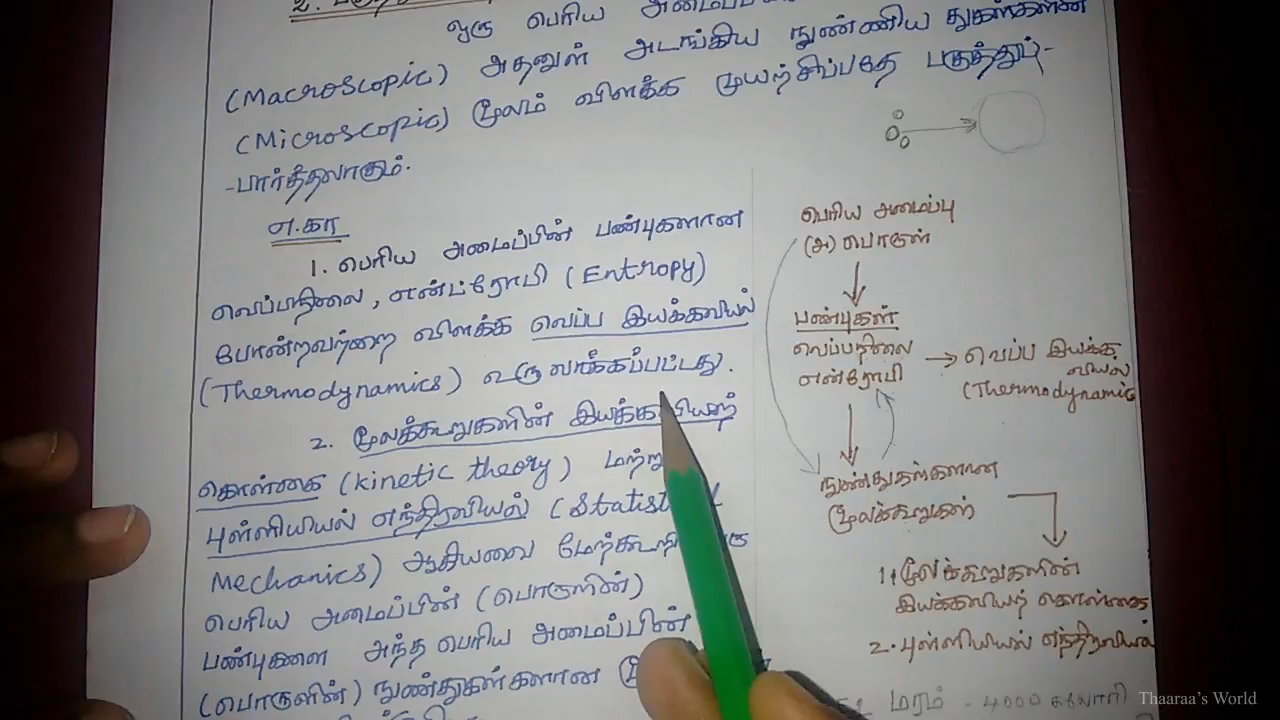 ஒரு பெரிய
(Macroscopic) அதனுள் அடங்கிய நுண்ணிய துகள்களின்
(Microscopic) மூலம் விளக்க முயற்சிப்பதே பகுத்துப்-
-பார்த்தலாகும்.
எ.கா
1. பெரிய அமைப்பின் பண்புகளான
வெப்பநிலை, என்ட்ரோபி (Entropy)
போன்றவற்றை விளக்க வெப்ப இயக்கவியல்
(Thermodynamics) உருவாக்கப்பட்டது.
2. மூலக்கூறுகளின் இயக்கவியற்
கொள்கை (kinetic theory)
புள்ளியியல் எந்திரவியல்
Mechanics) ஆகியவை
பெரிய அமைப்பின் (பொருளின்)
பண்புகளை அந்த பெரிய அமைப்பின்
(பொருளின்) நுண்துகள்களான
பெரிய அமைப்பு
(அ) பொருள்
பண்புகள்
வெப்பநிலை
என்ரோபி
வெப்ப இயக்க
வியல்
(Thermodynamic
நுண்துகள்களான
மூலக்கூறுகள்
1. மூலக்கூறுகளின்
இயக்கவியற் கொள்கை
2. புள்ளியியல் எந்திரவியல்
மரம் - 4000 கலோரி
Thaaraa's World